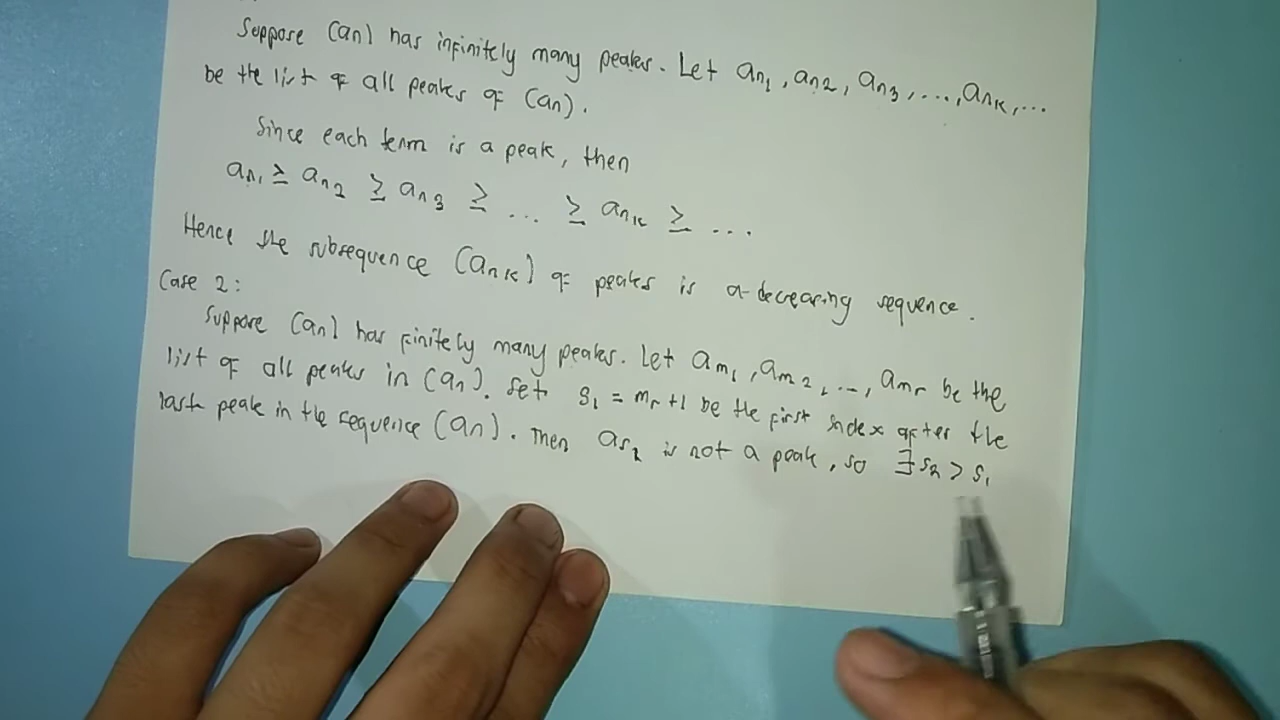 Suppose (an) has infinitely many peaks. Let an₁, an₂, an₃, ..., anₖ, ...
be the list of all peaks of (an).
Since each term is a peak, then
an₁ ≥ an₂ ≥ an₃ ≥ ... ≥ anₖ ≥ ...
Hence the subsequence (anₖ) of peaks is a decreasing sequence.
Case 2:
Suppose (an) has finitely many peaks. Let am₁, am₂, ..., amᵣ be the
list of all peaks in (an). Set s₁ = mᵣ +1 be the first index after the
last peak in the sequence (an). Then as₁ is not a peak, so ∃ s₂ > s₁